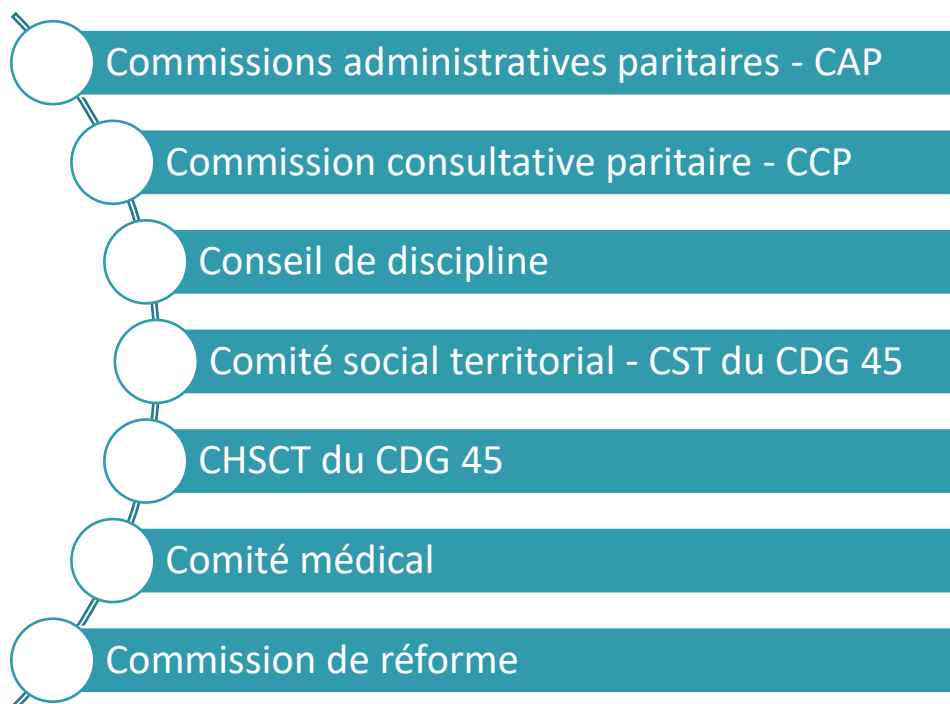 Commissions administratives paritaires - CAP
Commission consultative paritaire - CCP
Conseil de discipline
Comité social territorial - CST du CDG 45
CHSCT du CDG 45
Comité médical
Commission de réforme